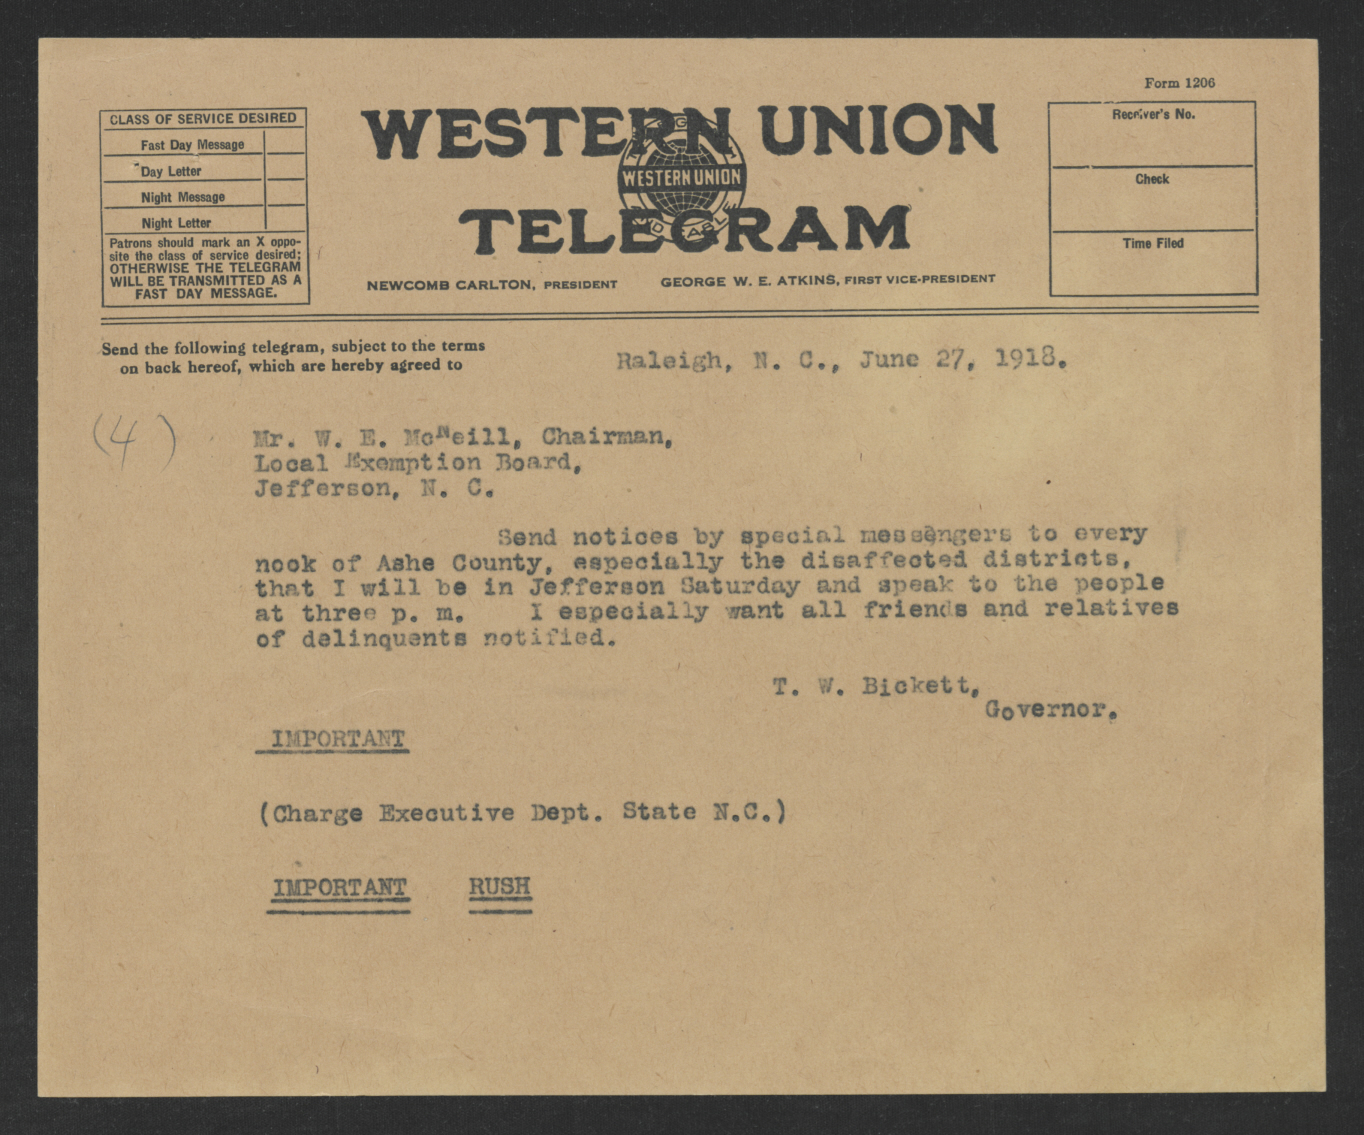 Form 1206
CLASS OF SERVICE DESIRED
Fast Day Message
Day Letter
Night Message
Night Letter
Patrons should mark an X oppo-
site the class of service desired:
OTHERWISE THE TELEGRAM
WILL BE TRANSMITTED AS A
FAST DAY MESSAGE.
WESTERN UNION
WESTERN UNION
TELEGRAM
NEWCOMB CARLTON, PRESIDENT GEORGE W. E. ATKINS, FIRST VICE-PRESIDENT
Receiver's No.
Check
Time Filed
Send the following telegram, subject to the terms
on back hereof, which are hereby agreed to
Raleigh, N. C., June 27, 1918.
(4)
Mr. W. E. McNeill, Chairman,
Local Exemption Board,
Jefferson, N. C.
Send notices by special messengers to every
nook of Ashe County, especially the disaffected districts,
that I will be in Jefferson Saturday and speak to the people
at three p. m. I especially want all friends and relatives
of delinquents notified.
T. W. Bickett,
Governor.
IMPORTANT
(Charge Executive Dept. State N.C.)
IMPORTANT RUSH